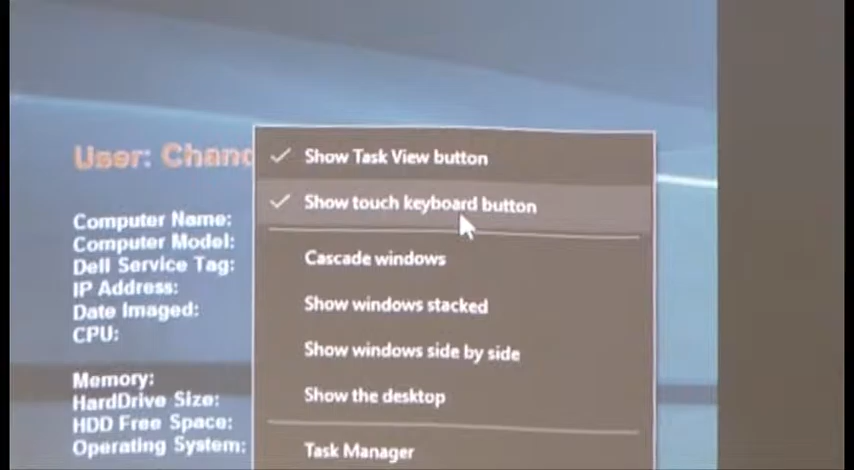 User: Chand
Computer Name:
Computer Model:
Dell Service Tag:
IP Address:
Date Imaged:
CPU:
Memory:
HardDrive Size:
HDD Free Space:
Operating System:
Show Task View button
Show touch keyboard button
Cascade windows
Show windows stacked
Show windows side by side
Show the desktop
Task Manager